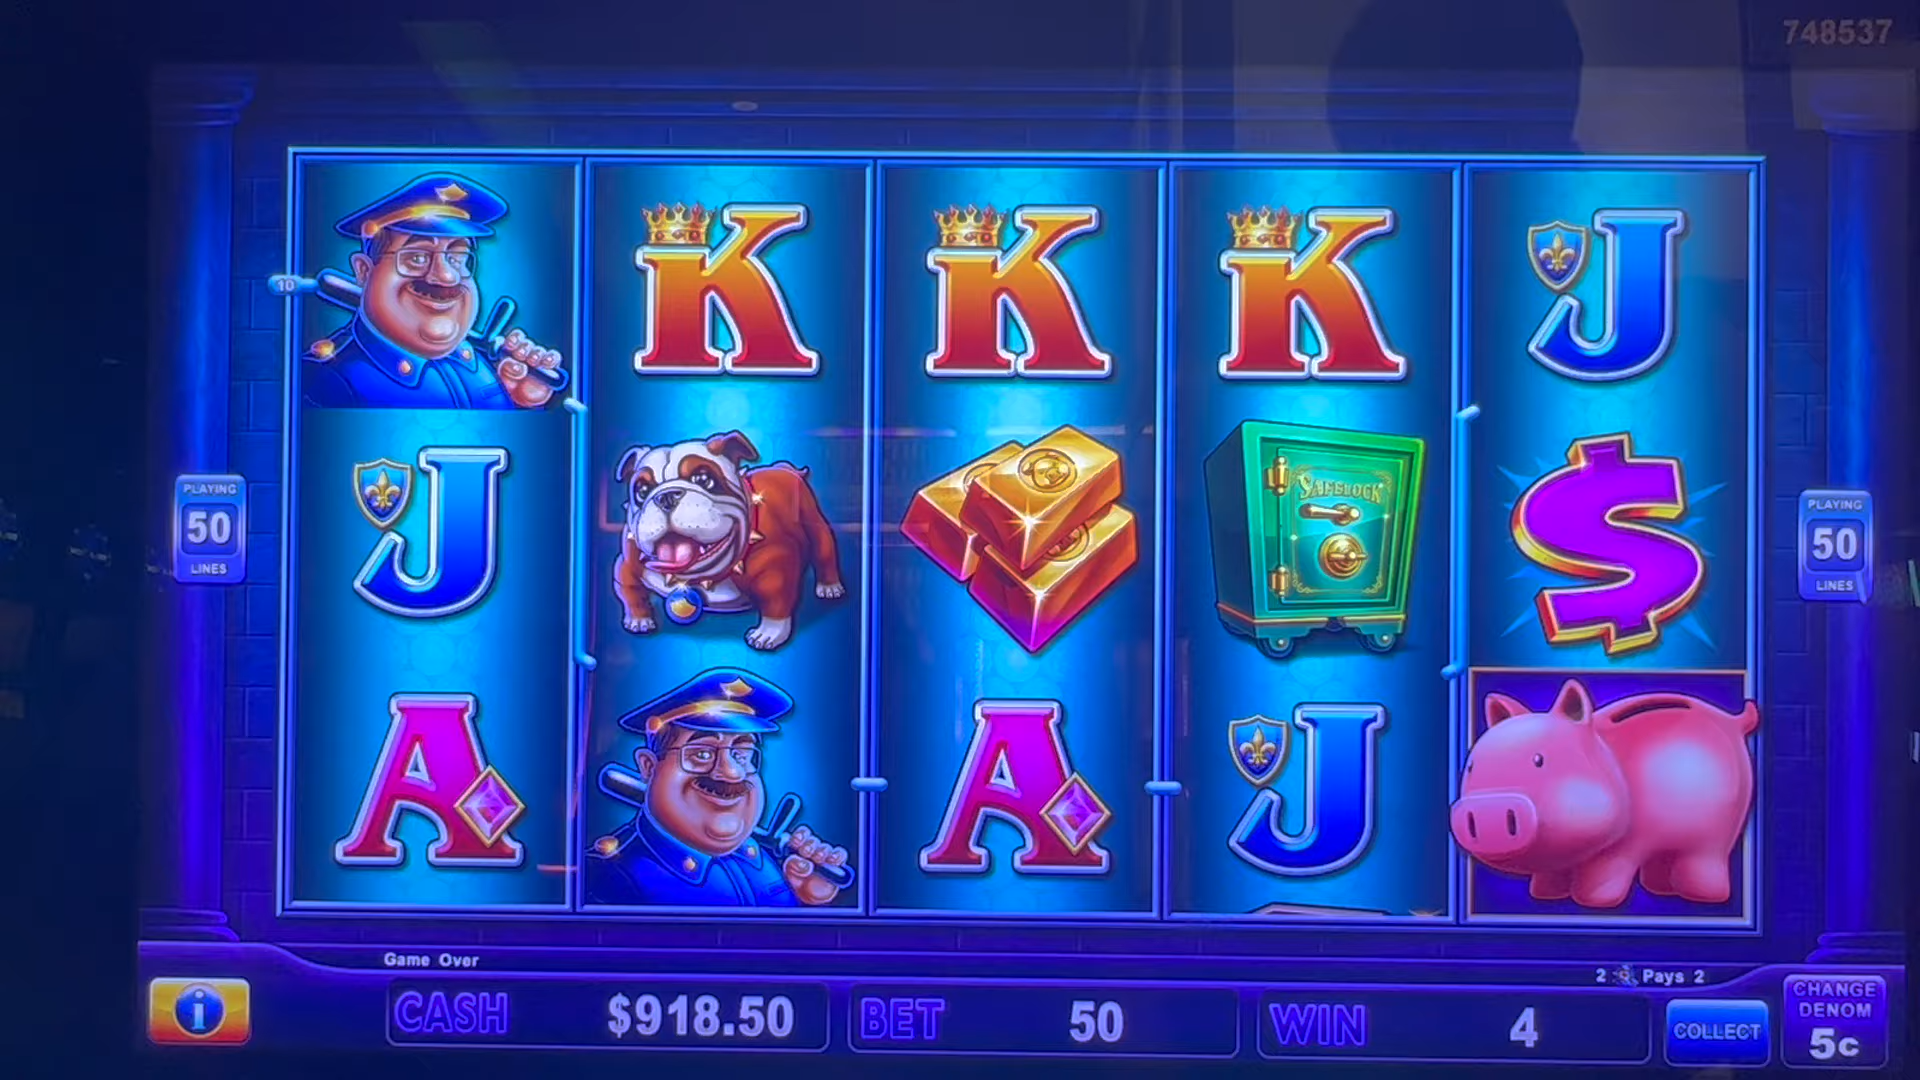 748537
10
K
K
K
J
PLAYING
50
LINES
J
SAFELOCK
$
PLAYING
50
LINES
A
A
J
Game Over
2 Pays 2
CASH $918.50
BET 50
WIN 4
COLLECT
CHANGE
DENOM
5c
i